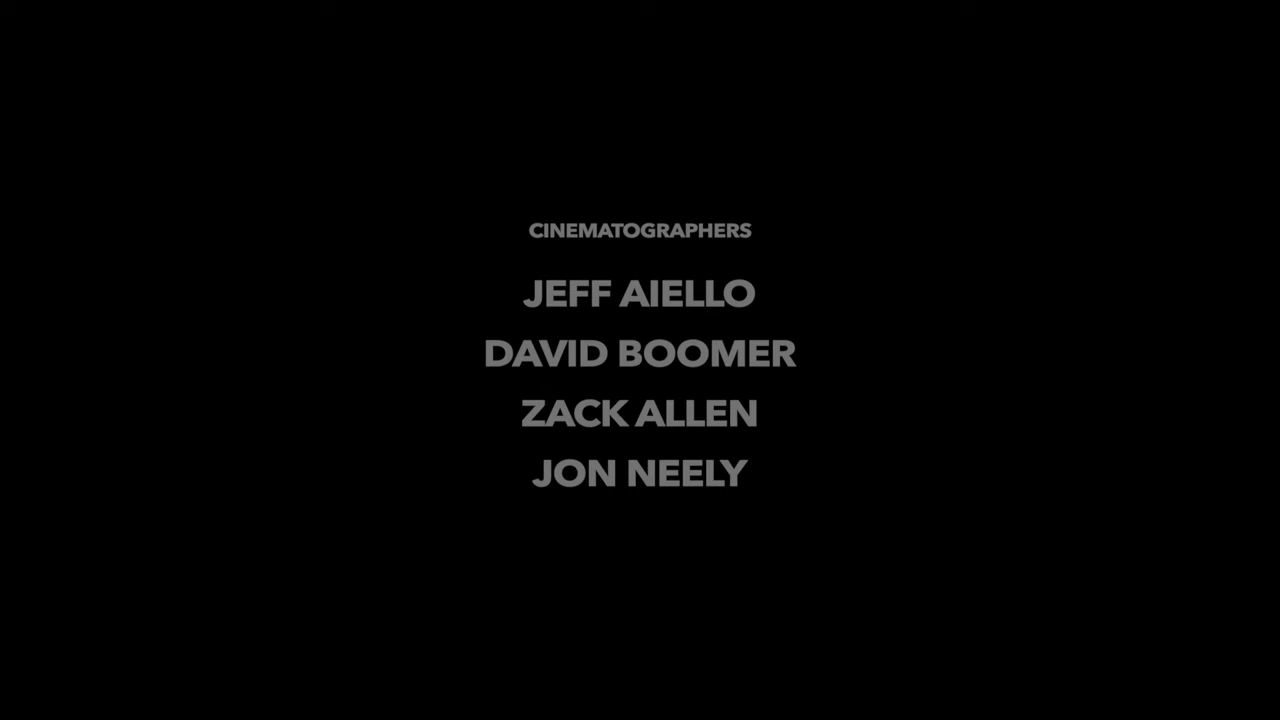 CINEMATOGRAPHERS
JEFF AIELLO
DAVID BOOMER
ZACK ALLEN
JON NEELY